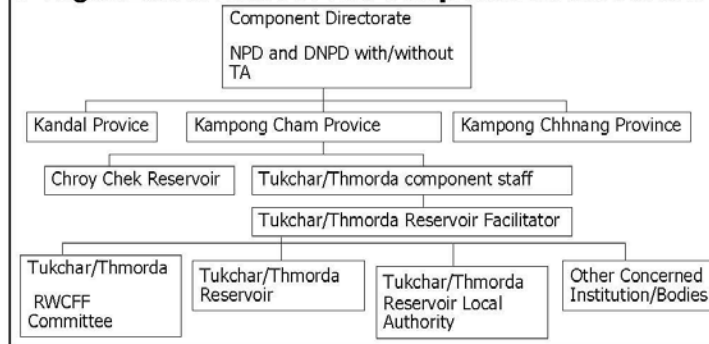 Component Directorate
NPD and DNPD with/without
TA
Kandal Provice
Kampong Cham Provice
Kampong Chhnang Province
Chroy Chek Reservoir
Tukchar/Thmorda component staff
Tukchar/Thmorda Reservoir Facilitator
Tukchar/Thmorda
RWCFF
Committee
Tukchar/Thmorda
Reservoir
Tukchar/Thmorda
Reservoir Local
Authority
Other Concerned
Institution/Bodies